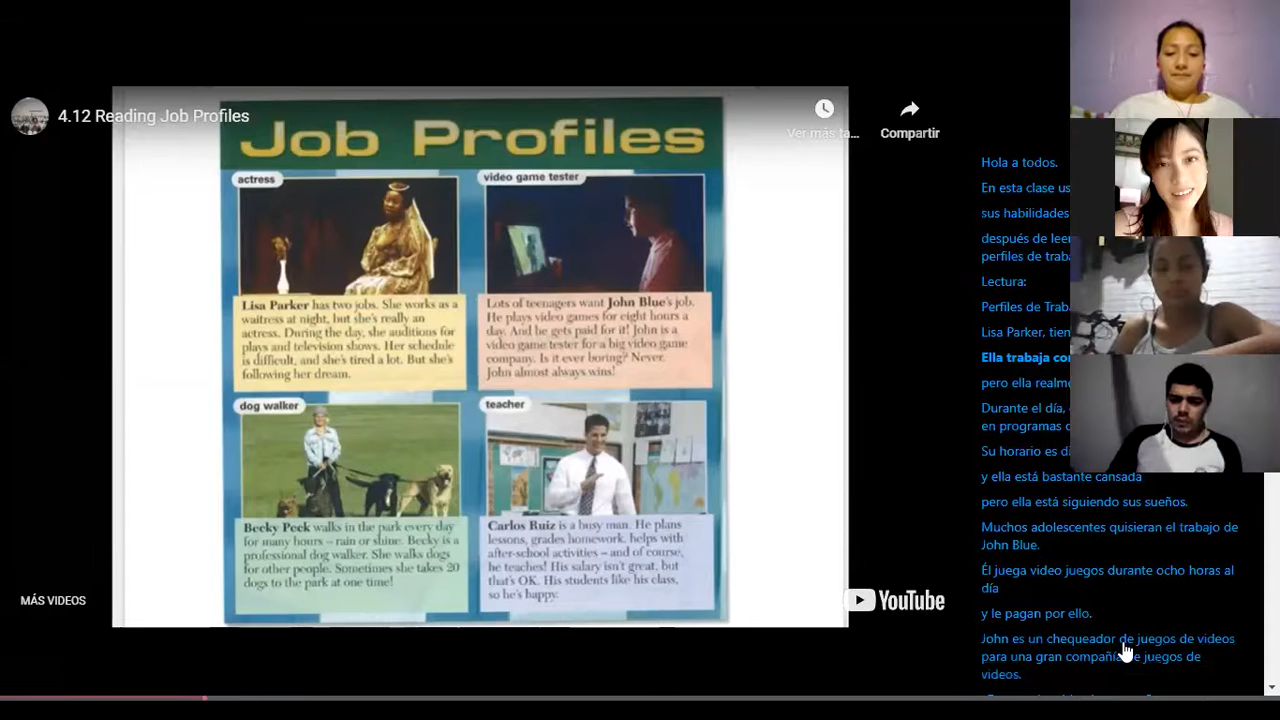 4.12 Reading Job Profiles
Ver más ta...
Compartir
Job Profiles
actress
Lisa Parker has two jobs. She works as a
waitress at night, but she's really an
actress. During the day, she auditions for
plays and television shows. Her schedule
is difficult, and she's tired a lot. But she's
following her dream.
video game tester
Lots of teenagers want John Blue's job.
He plays video games for eight hours a
day. And he gets paid for it! John is a
video game tester for a big video game
company. Is it ever boring? Never.
John almost always wins!
dog walker
Becky Peck walks in the park every day
for many hours – rain or shine. Becky is a
professional dog walker. She walks dogs
for other people. Sometimes she takes 20
dogs to the park at one time!
teacher
Carlos Ruiz is a busy man. He plans
lessons, grades homework, helps with
after-school activities – and of course,
he teaches! His salary isn't great, but
that's OK. His students like his class,
so he's happy.
MÁS VIDEOS
YouTube
Hola a todos.
En esta clase us
sus habilidades
después de leer
perfiles de traba
Lectura:
Perfiles de Trab
Lisa Parker, tien
Ella trabaja con
pero ella realm
Durante el día,
en programas
Su horario es di
y ella está bastante cansada
pero ella está siguiendo sus sueños.
Muchos adolescentes quisieran el trabajo de
John Blue.
Él juega video juegos durante ocho horas al
día
y le pagan por ello.
John es un chequeador de juegos de videos
para una gran compañía de juegos de
videos.